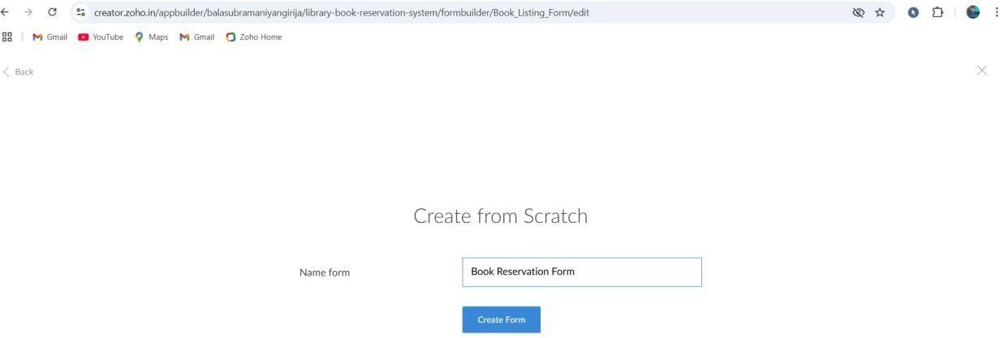 creator.zoho.in/appbuilder/balasubramaniyangirija/library-book-reservation-system/formbuilder/Book_Listing_Form/edit
Gmail YouTube Maps Gmail Zoho Home
Back
Create from Scratch
Name form Book Reservation Form
Create Form